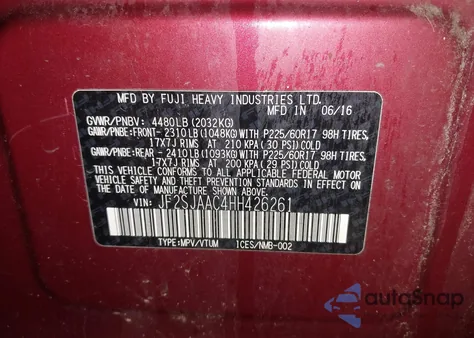 MFD BY FUJI HEAVY INDUSTRIES LTD.
MFD IN 06/16
GVWR/PNBV: 4480LB (2032KG)
GAWR/PNBE:FRONT- 2310LB (1048KG) WITH P225/60R17 98H TIRES,
17X7J RIMS AT 210 KPA (30 PSI) COLD
GAWR/PNBE:REAR - 2410LB (1093KG) WITH P225/60R17 98H TIRES,
17X7J RIMS AT 200 KPA (29 PSI) COLD
THIS VEHICLE CONFORMS TO ALL APPLICABLE FEDERAL MOTOR
VEHICLE SAFETY, BUMPER, AND THEFT PREVENTION STANDARDS IN
EFFECT ON THE DATE OF MANUFACTURE SHOWN ABOVE.
VIN: JF2SJAAC4HH426261
TYPE:MPV/VTUM ICES/NMB-002
autoSnap